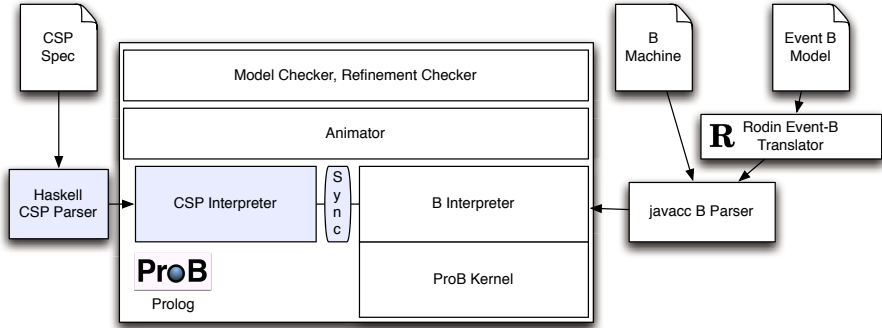 CSP
Spec
B
Machine
Event B
Model
Model Checker, Refinement Checker
Animator
R
Rodin Event-B
Translator
Haskell
CSP Parser
CSP Interpreter
S
y
n
c
B Interpreter
javacc B Parser
ProB
Prolog
ProB Kernel